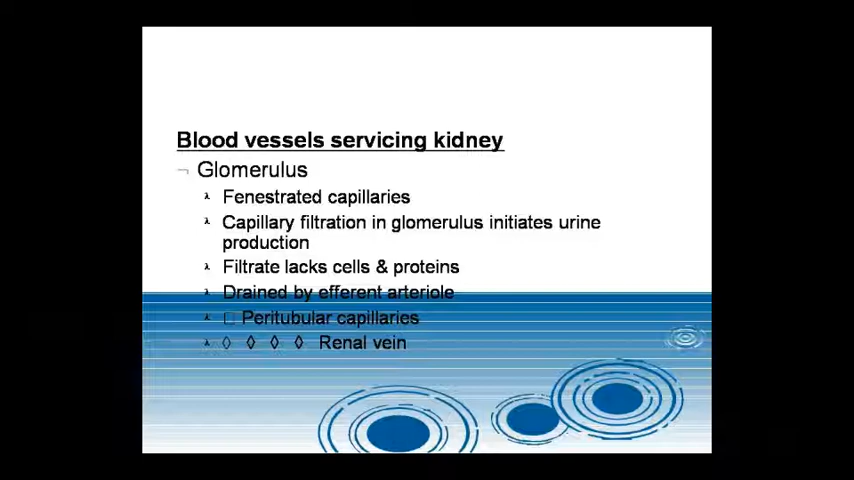 Blood vessels servicing kidney
¬ Glomerulus
λ Fenestrated capillaries
λ Capillary filtration in glomerulus initiates urine
production
λ Filtrate lacks cells & proteins
λ Drained by efferent arteriole
λ □ Peritubular capillaries
λ ◊ ◊ ◊ ◊ Renal vein